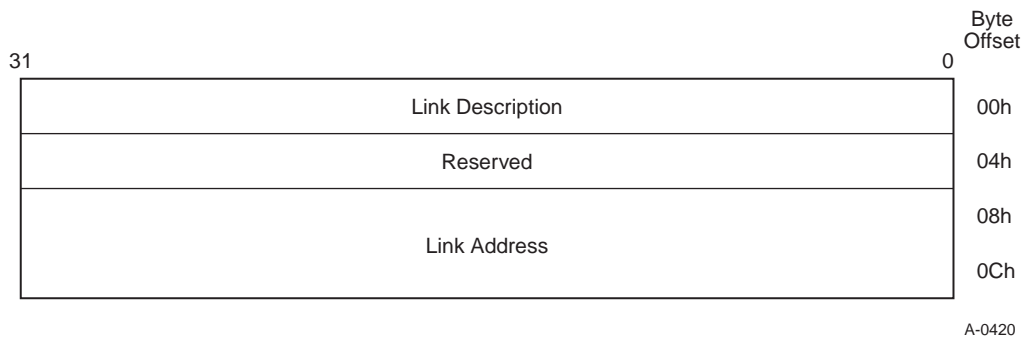 Byte
Offset
31 0
Link Description 00h
Reserved 04h
08h
Link Address
0Ch
A-0420